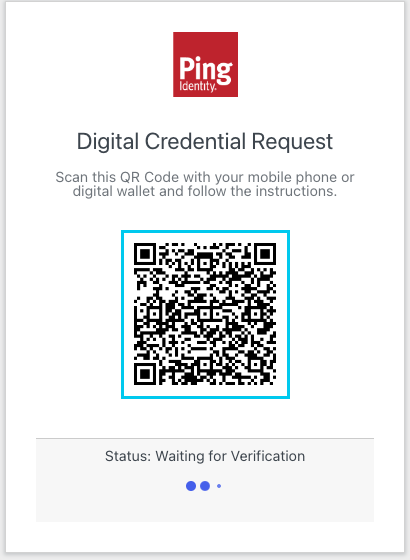 Ping
Identity.
Digital Credential Request
Scan this QR Code with your mobile phone or
digital wallet and follow the instructions.
Status: Waiting for Verification